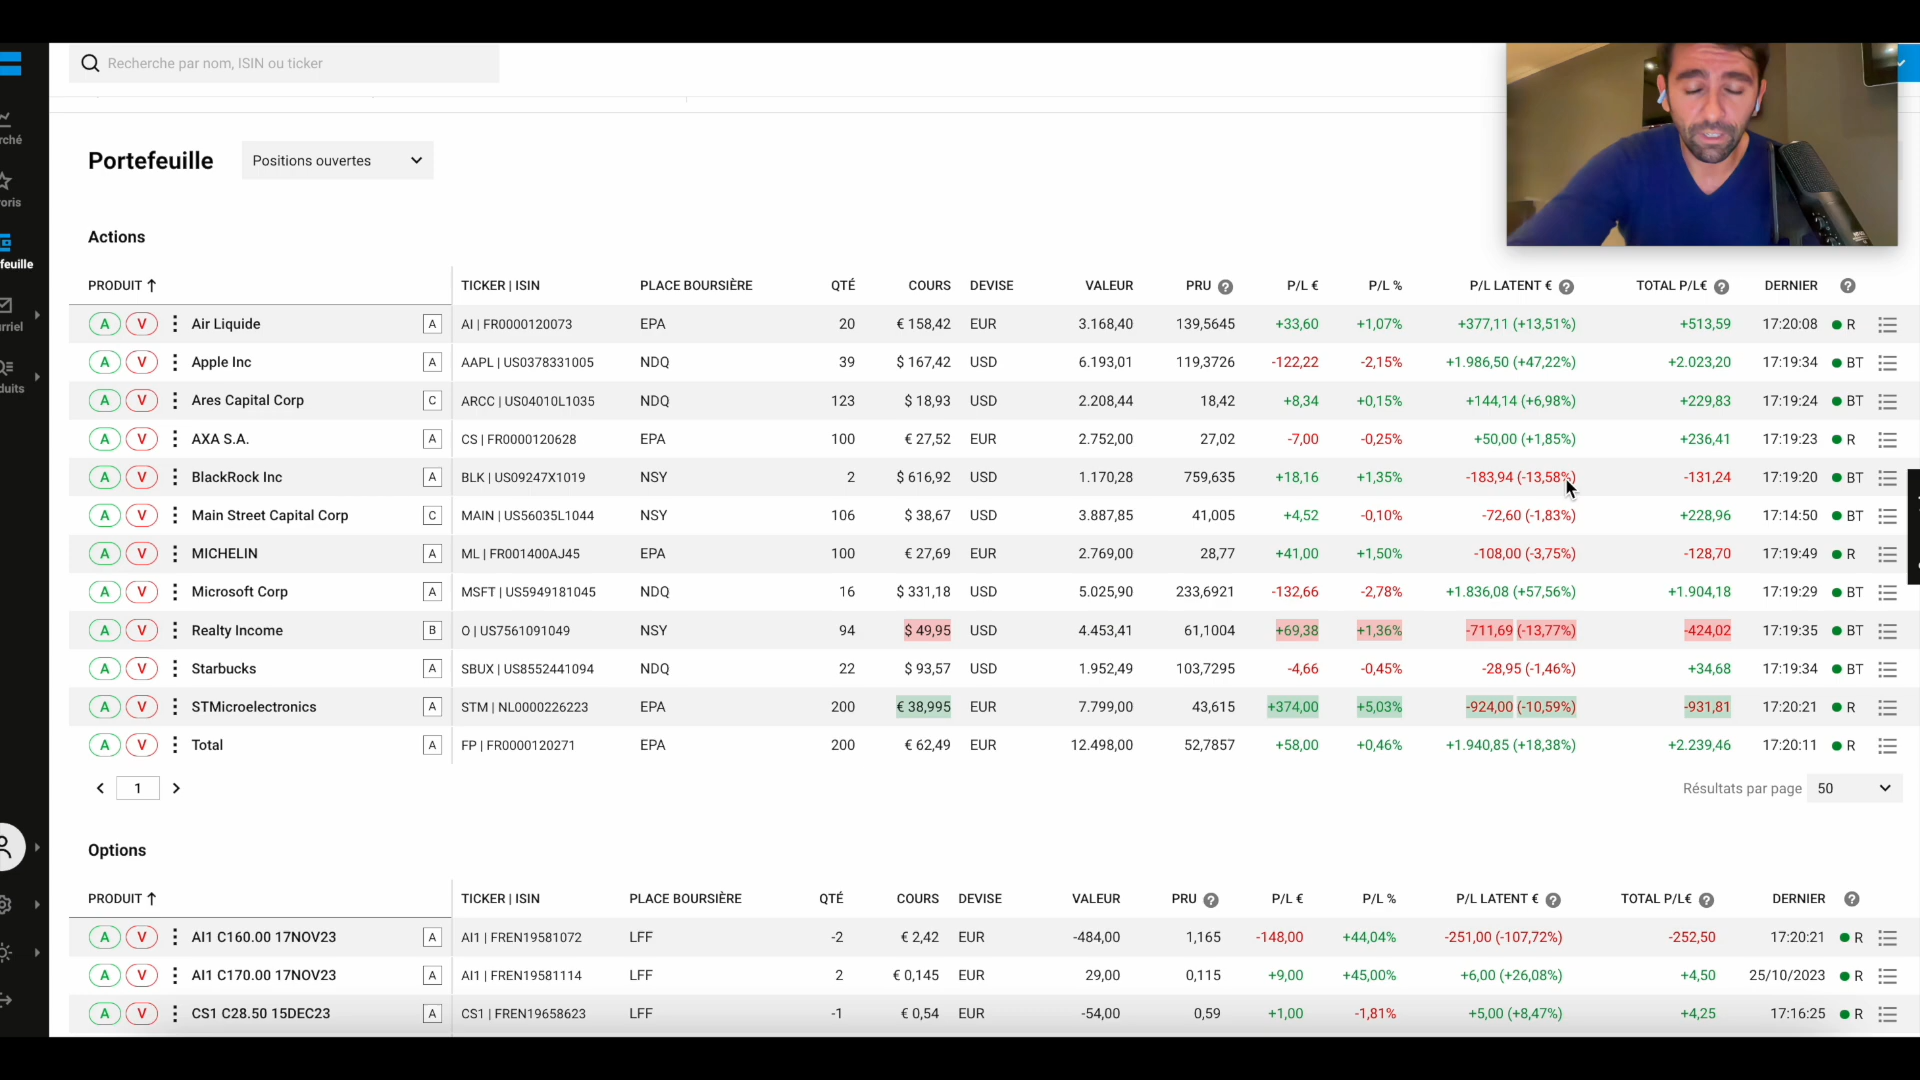 Recherche par nom, ISIN ou ticker
rché
oris
feuille
rriel
duits
Portefeuille Positions ouvertes
Actions
PRODUIT ↑ TICKER | ISIN PLACE BOURSIÈRE QTÉ COURS DEVISE VALEUR PRU ? P/L € P/L % P/L LATENT € ? TOTAL P/L€ ? DERNIER ?
A V Air Liquide A AI | FR0000120073 EPA 20 € 158,42 EUR 3.168,40 139,5645 +33,60 +1,07% +377,11 (+13,51%) +513,59 17:20:08 R
A V Apple Inc A AAPL | US0378331005 NDQ 39 $ 167,42 USD 6.193,01 119,3726 -122,22 -2,15% +1.986,50 (+47,22%) +2.023,20 17:19:34 BT
A V Ares Capital Corp C ARCC | US04010L1035 NDQ 123 $ 18,93 USD 2.208,44 18,42 +8,34 +0,15% +144,14 (+6,98%) +229,83 17:19:24 BT
A V AXA S.A. A CS | FR0000120628 EPA 100 € 27,52 EUR 2.752,00 27,02 -7,00 -0,25% +50,00 (+1,85%) +236,41 17:19:23 R
A V BlackRock Inc A BLK | US09247X1019 NSY 2 $ 616,92 USD 1.170,28 759,635 +18,16 +1,35% -183,94 (-13,58%) -131,24 17:19:20 BT
A V Main Street Capital Corp C MAIN | US56035L1044 NSY 106 $ 38,67 USD 3.887,85 41,005 +4,52 -0,10% -72,60 (-1,83%) +228,96 17:14:50 BT
A V MICHELIN A ML | FR001400AJ45 EPA 100 € 27,69 EUR 2.769,00 28,77 +41,00 +1,50% -108,00 (-3,75%) -128,70 17:19:49 R
A V Microsoft Corp A MSFT | US5949181045 NDQ 16 $ 331,18 USD 5.025,90 233,6921 -132,66 -2,78% +1.836,08 (+57,56%) +1.904,18 17:19:29 BT
A V Realty Income B O | US7561091049 NSY 94 $ 49,95 USD 4.453,41 61,1004 +69,38 +1,36% -711,69 (-13,77%) -424,02 17:19:35 BT
A V Starbucks A SBUX | US8552441094 NDQ 22 $ 93,57 USD 1.952,49 103,7295 -4,66 -0,45% -28,95 (-1,46%) +34,68 17:19:34 BT
A V STMicroelectronics A STM | NL0000226223 EPA 200 € 38,995 EUR 7.799,00 43,615 +374,00 +5,03% -924,00 (-10,59%) -931,81 17:20:21 R
A V Total A FP | FR0000120271 EPA 200 € 62,49 EUR 12.498,00 52,7857 +58,00 +0,46% +1.940,85 (+18,38%) +2.239,46 17:20:11 R
< 1 > Résultats par page 50
Options
PRODUIT ↑ TICKER | ISIN PLACE BOURSIÈRE QTÉ COURS DEVISE VALEUR PRU ? P/L € P/L % P/L LATENT € ? TOTAL P/L€ ? DERNIER ?
A V AI1 C160.00 17NOV23 A AI1 | FREN19581072 LFF -2 € 2,42 EUR -484,00 1,165 -148,00 +44,04% -251,00 (-107,72%) -252,50 17:20:21 R
A V AI1 C170.00 17NOV23 A AI1 | FREN19581114 LFF 2 € 0,145 EUR 29,00 0,115 +9,00 +45,00% +6,00 (+26,08%) +4,50 25/10/2023 R
A V CS1 C28.50 15DEC23 A CS1 | FREN19658623 LFF -1 € 0,54 EUR -54,00 0,59 +1,00 -1,81% +5,00 (+8,47%) +4,25 17:16:25 R